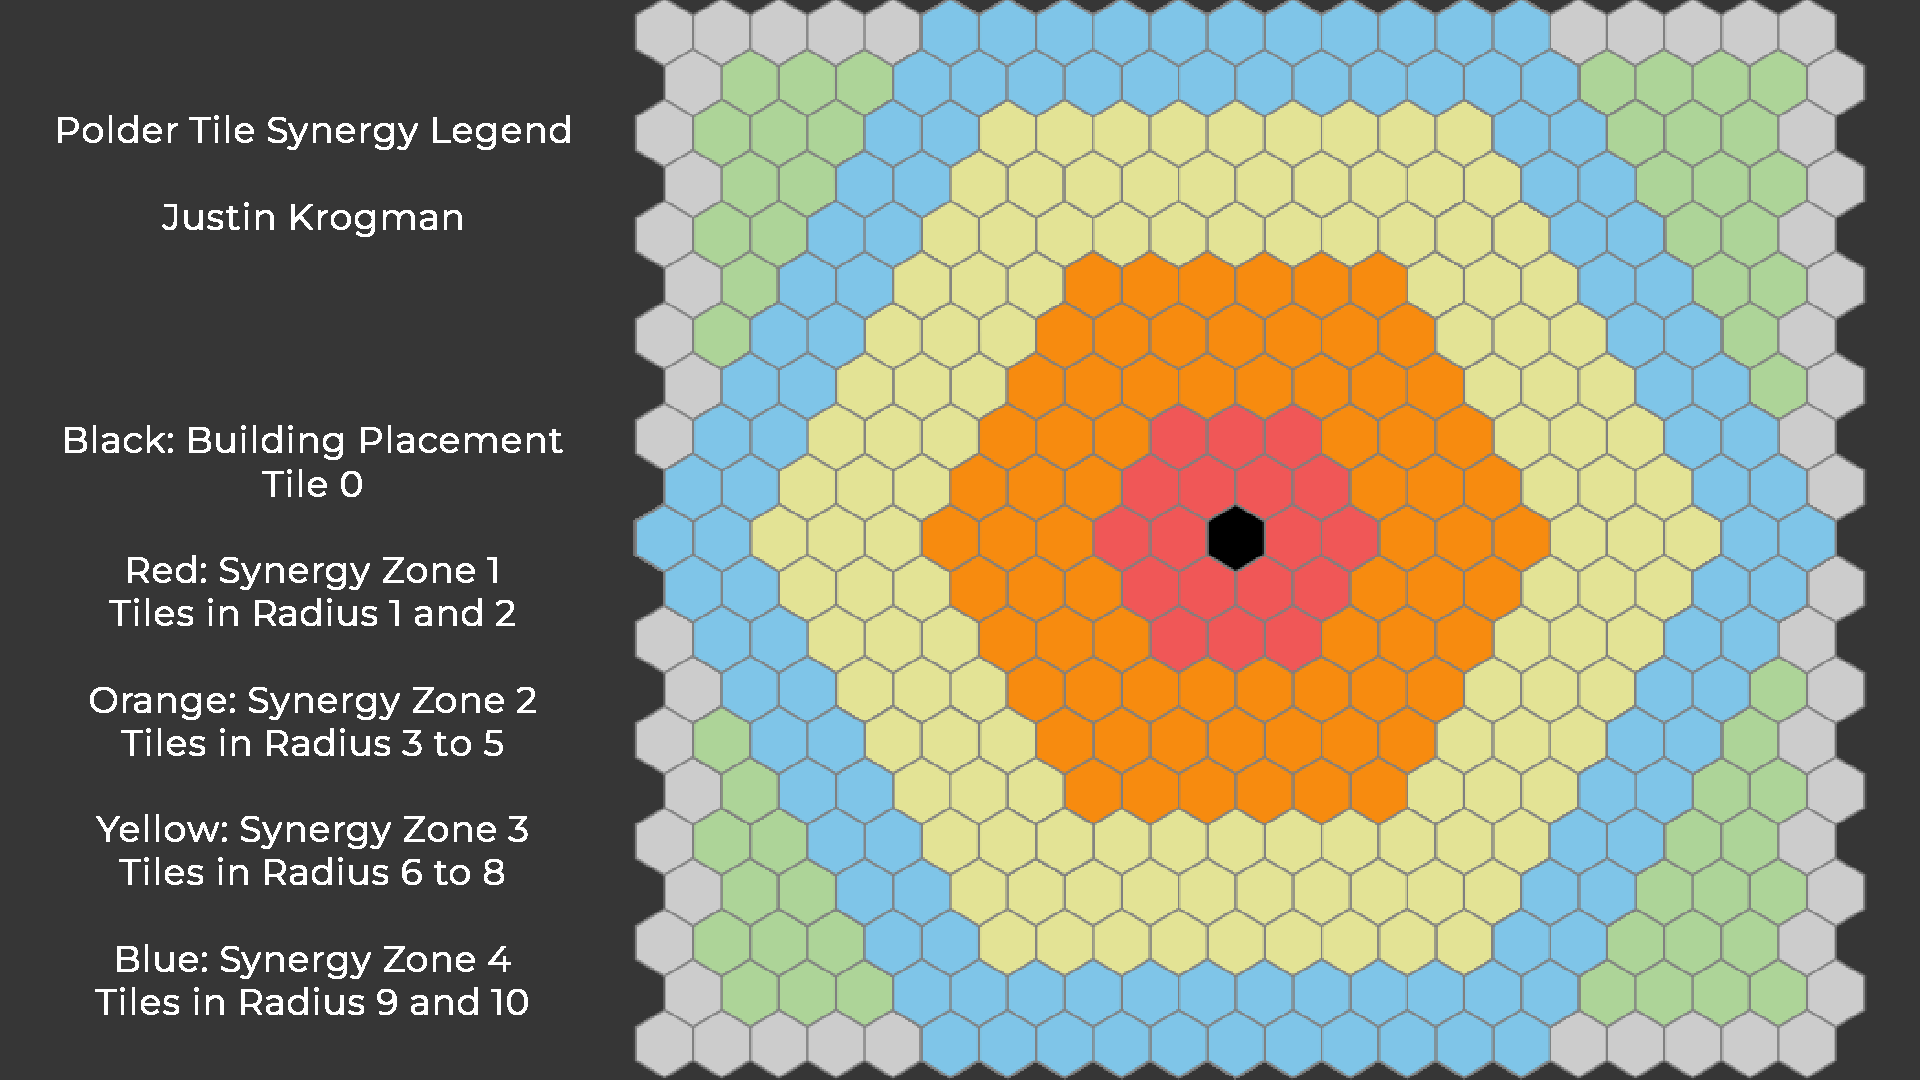 Polder Tile Synergy Legend
Justin Krogman
Black: Building Placement
Tile 0
Red: Synergy Zone 1
Tiles in Radius 1 and 2
Orange: Synergy Zone 2
Tiles in Radius 3 to 5
Yellow: Synergy Zone 3
Tiles in Radius 6 to 8
Blue: Synergy Zone 4
Tiles in Radius 9 and 10